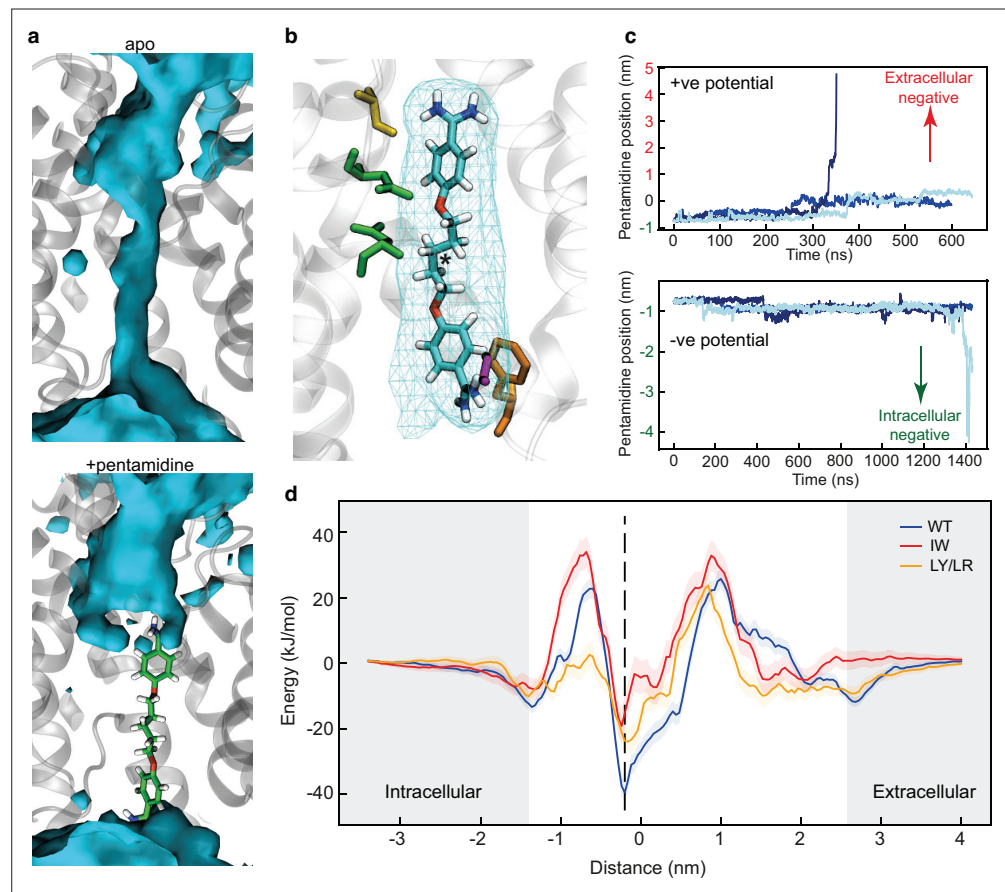 a
apo
+pentamidine
b
*
c
Pentamidine position (nm)
5
4
3
2
1
0
-1
+ve potential
Extracellular
negative
0 100 200 300 400 500 600
Time (ns)
Pentamidine position (nm)
-1
-2
-3
-4
-ve potential
Intracellular
negative
0 200 400 600 800 1000 1200 1400
Time (ns)
d
Energy (kJ/mol)
40
20
0
-20
-40
WT
IW
LY/LR
Intracellular
Extracellular
-3 -2 -1 0 1 2 3 4
Distance (nm)